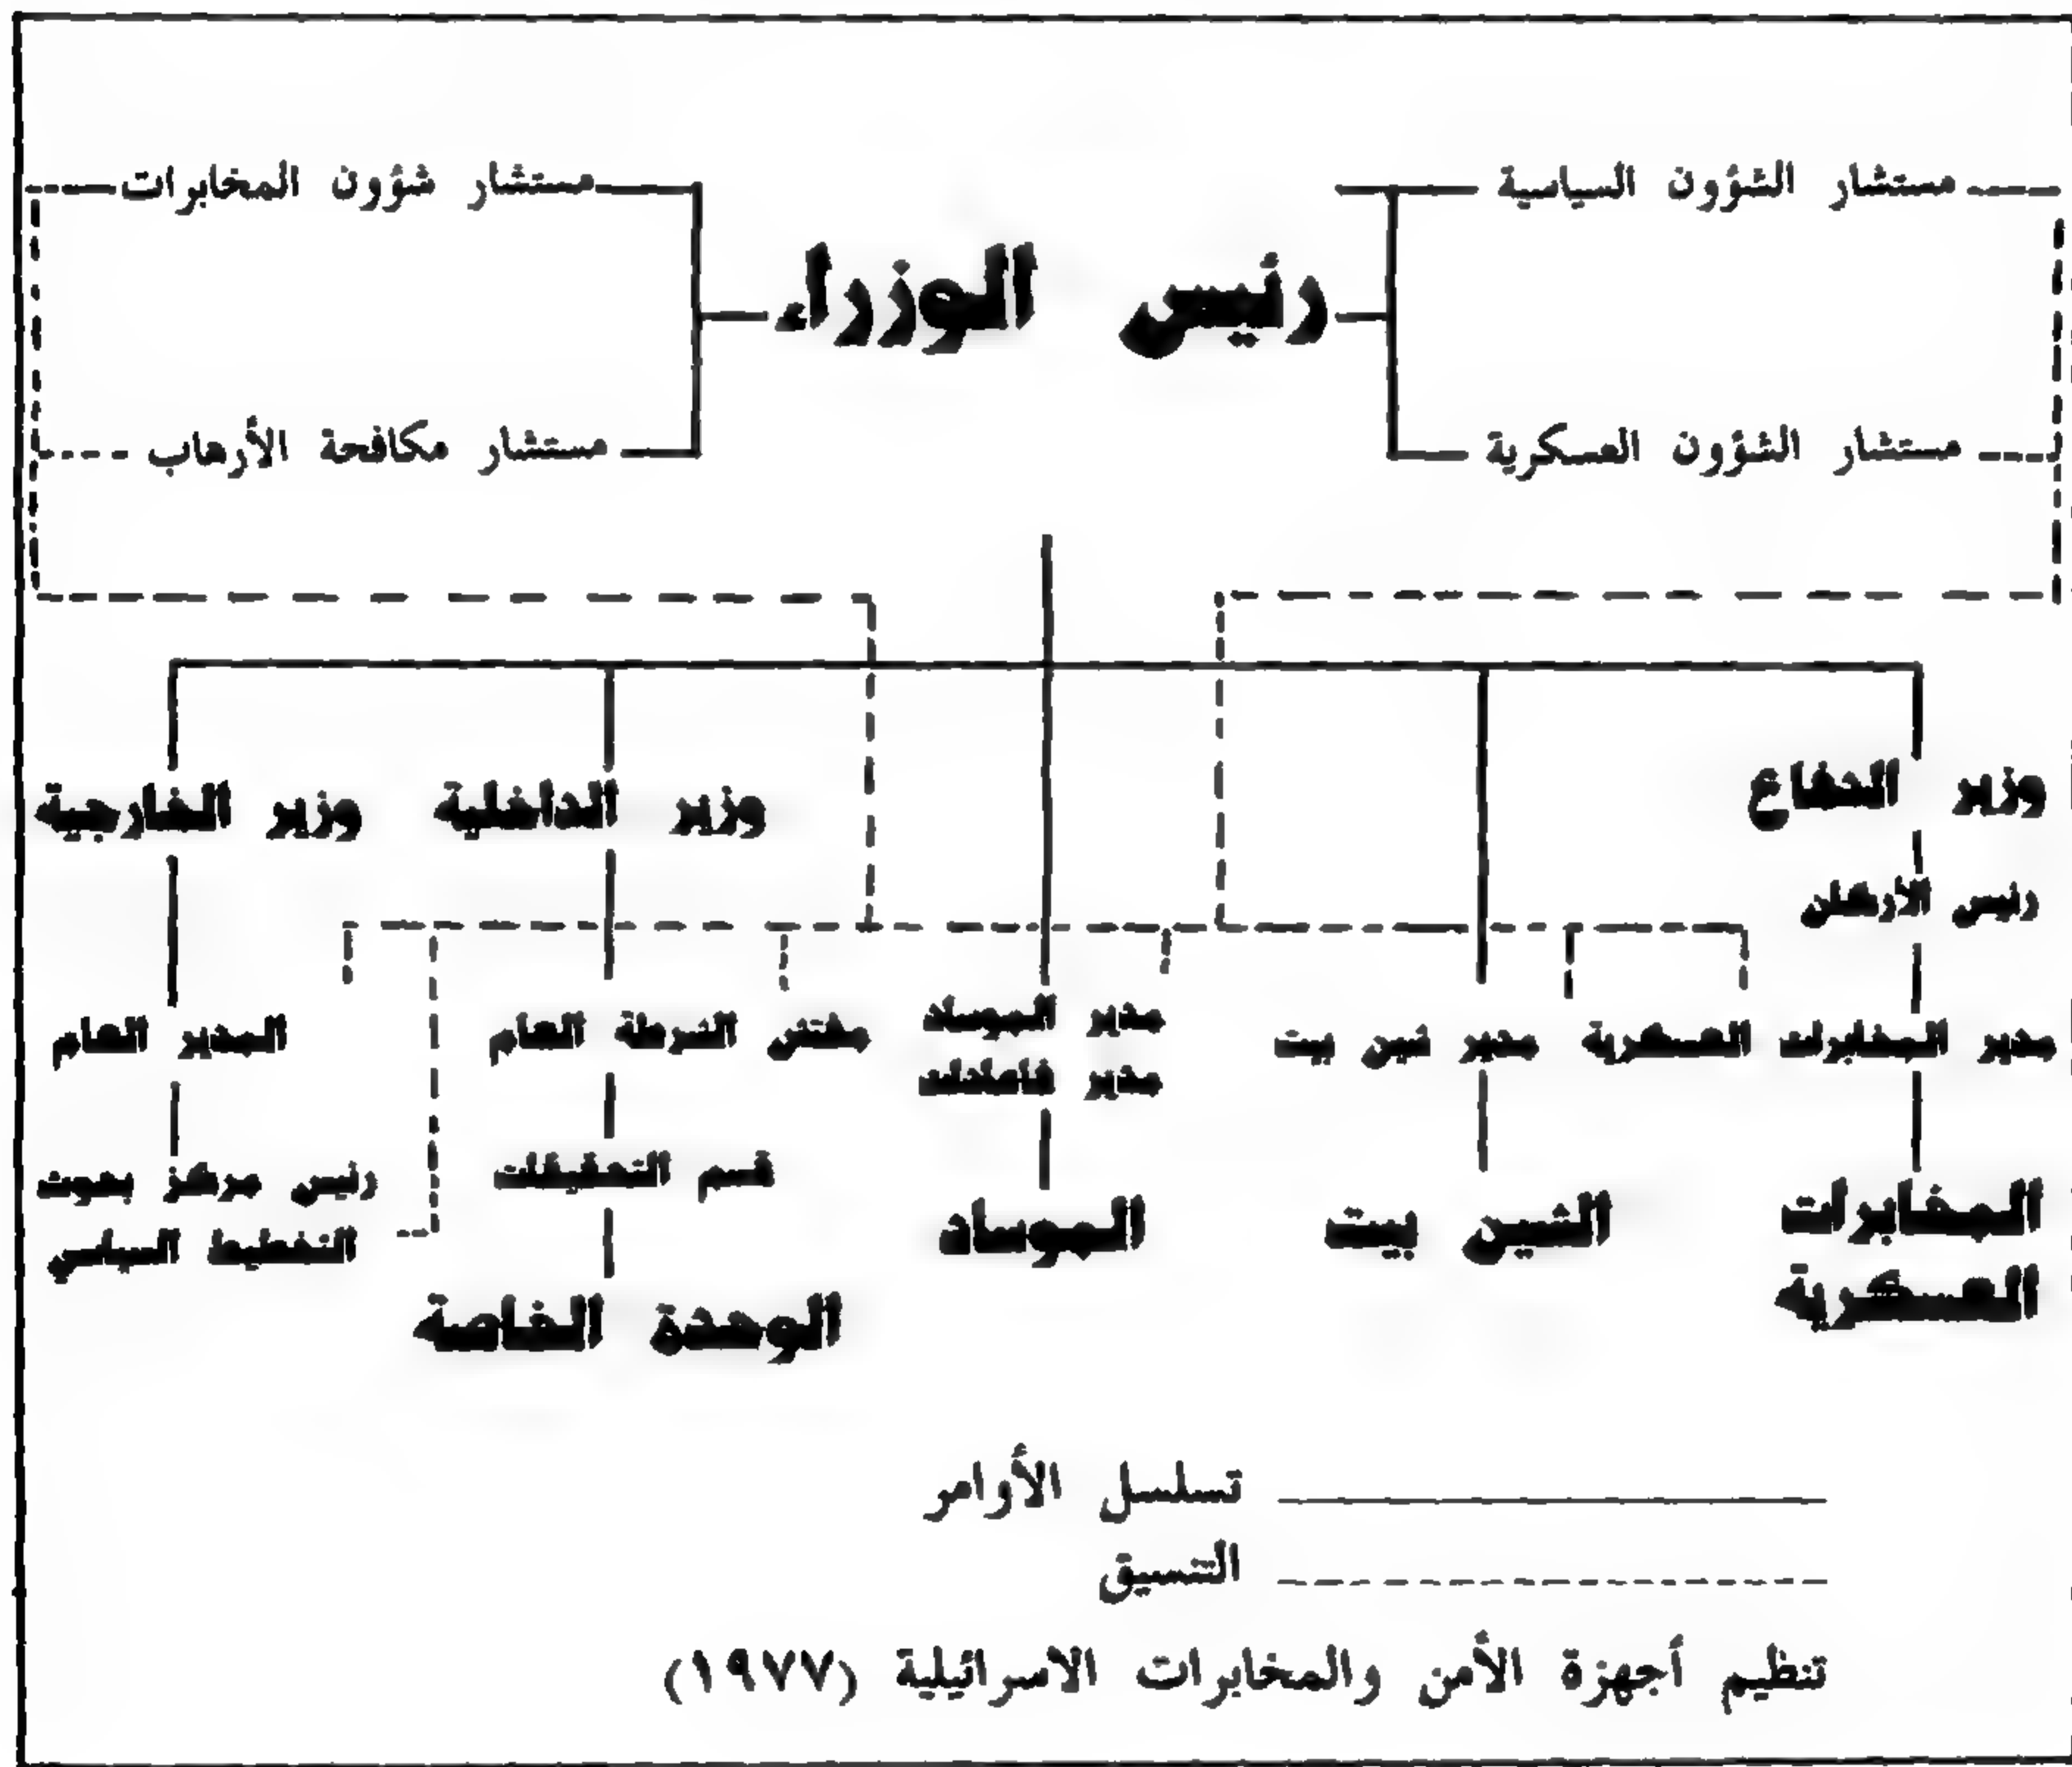 مستشار الشؤون السياسية
مستشار شؤون المخابرات
رئيس الوزراء
مستشار الشؤون العسكرية
مستشار مكافحة الأرهاب
وزير الدفاع
وزير الداخلية
وزير الخارجية
رئيس الأركان
مدير المخابرات العسكرية
مدير شين بيت
مدير الموساد
مدير
مفتش الشرطة العام
المدير العام
قسم التحقيقات
رئيس مركز بحوث
التخطيط السياسي
المخابرات
العسكرية
الشين بيت
الموساد
الوحدة الخاصة
تسلسل الأوامر
التنسيق
تنظيم أجهزة الأمن والمخابرات الاسرائيلية (١٩٧٧)